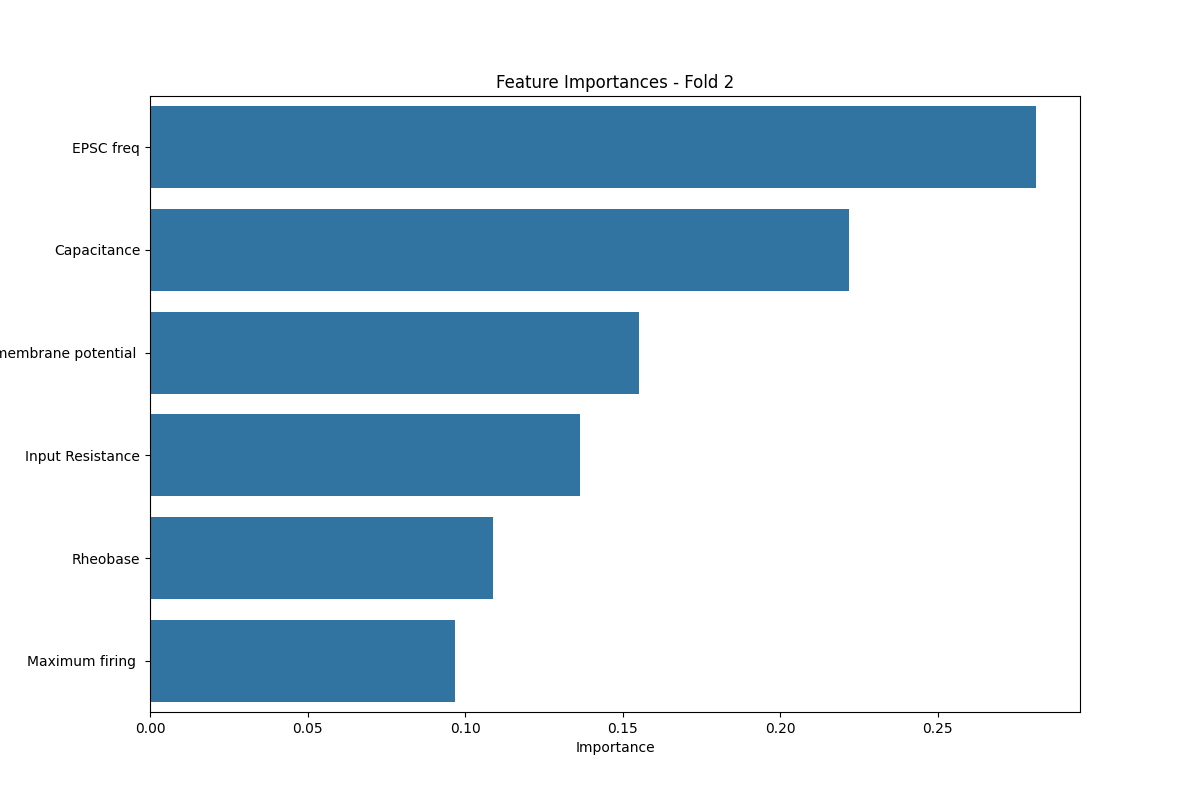 Feature Importances - Fold 2
EPSC freq
Capacitance
membrane potential
Input Resistance
Rheobase
Maximum firing
0.00 0.05 0.10 0.15 0.20 0.25
Importance